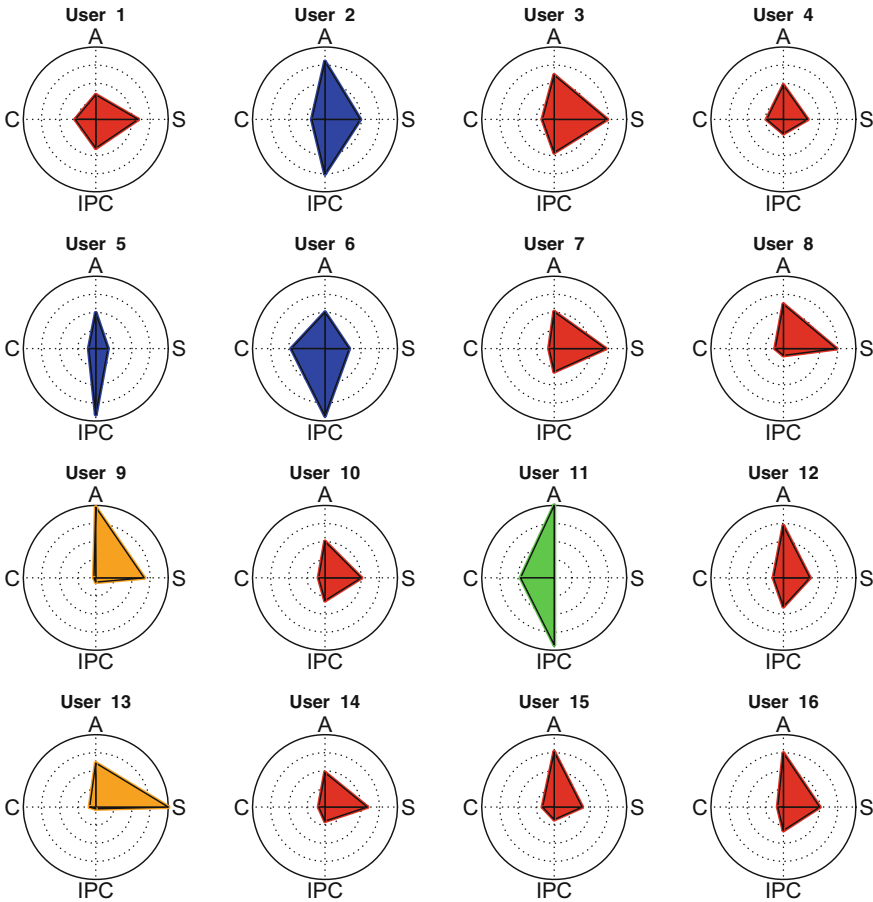 User 1 User 2 User 3 User 4
A A A A
C S C S C S C S
IPC IPC IPC IPC
User 5 User 6 User 7 User 8
A A A A
C S C S C S C S
IPC IPC IPC IPC
User 9 User 10 User 11 User 12
A A A A
C S C S C S C S
IPC IPC IPC IPC
User 13 User 14 User 15 User 16
A A A A
C S C S C S C S
IPC IPC IPC IPC